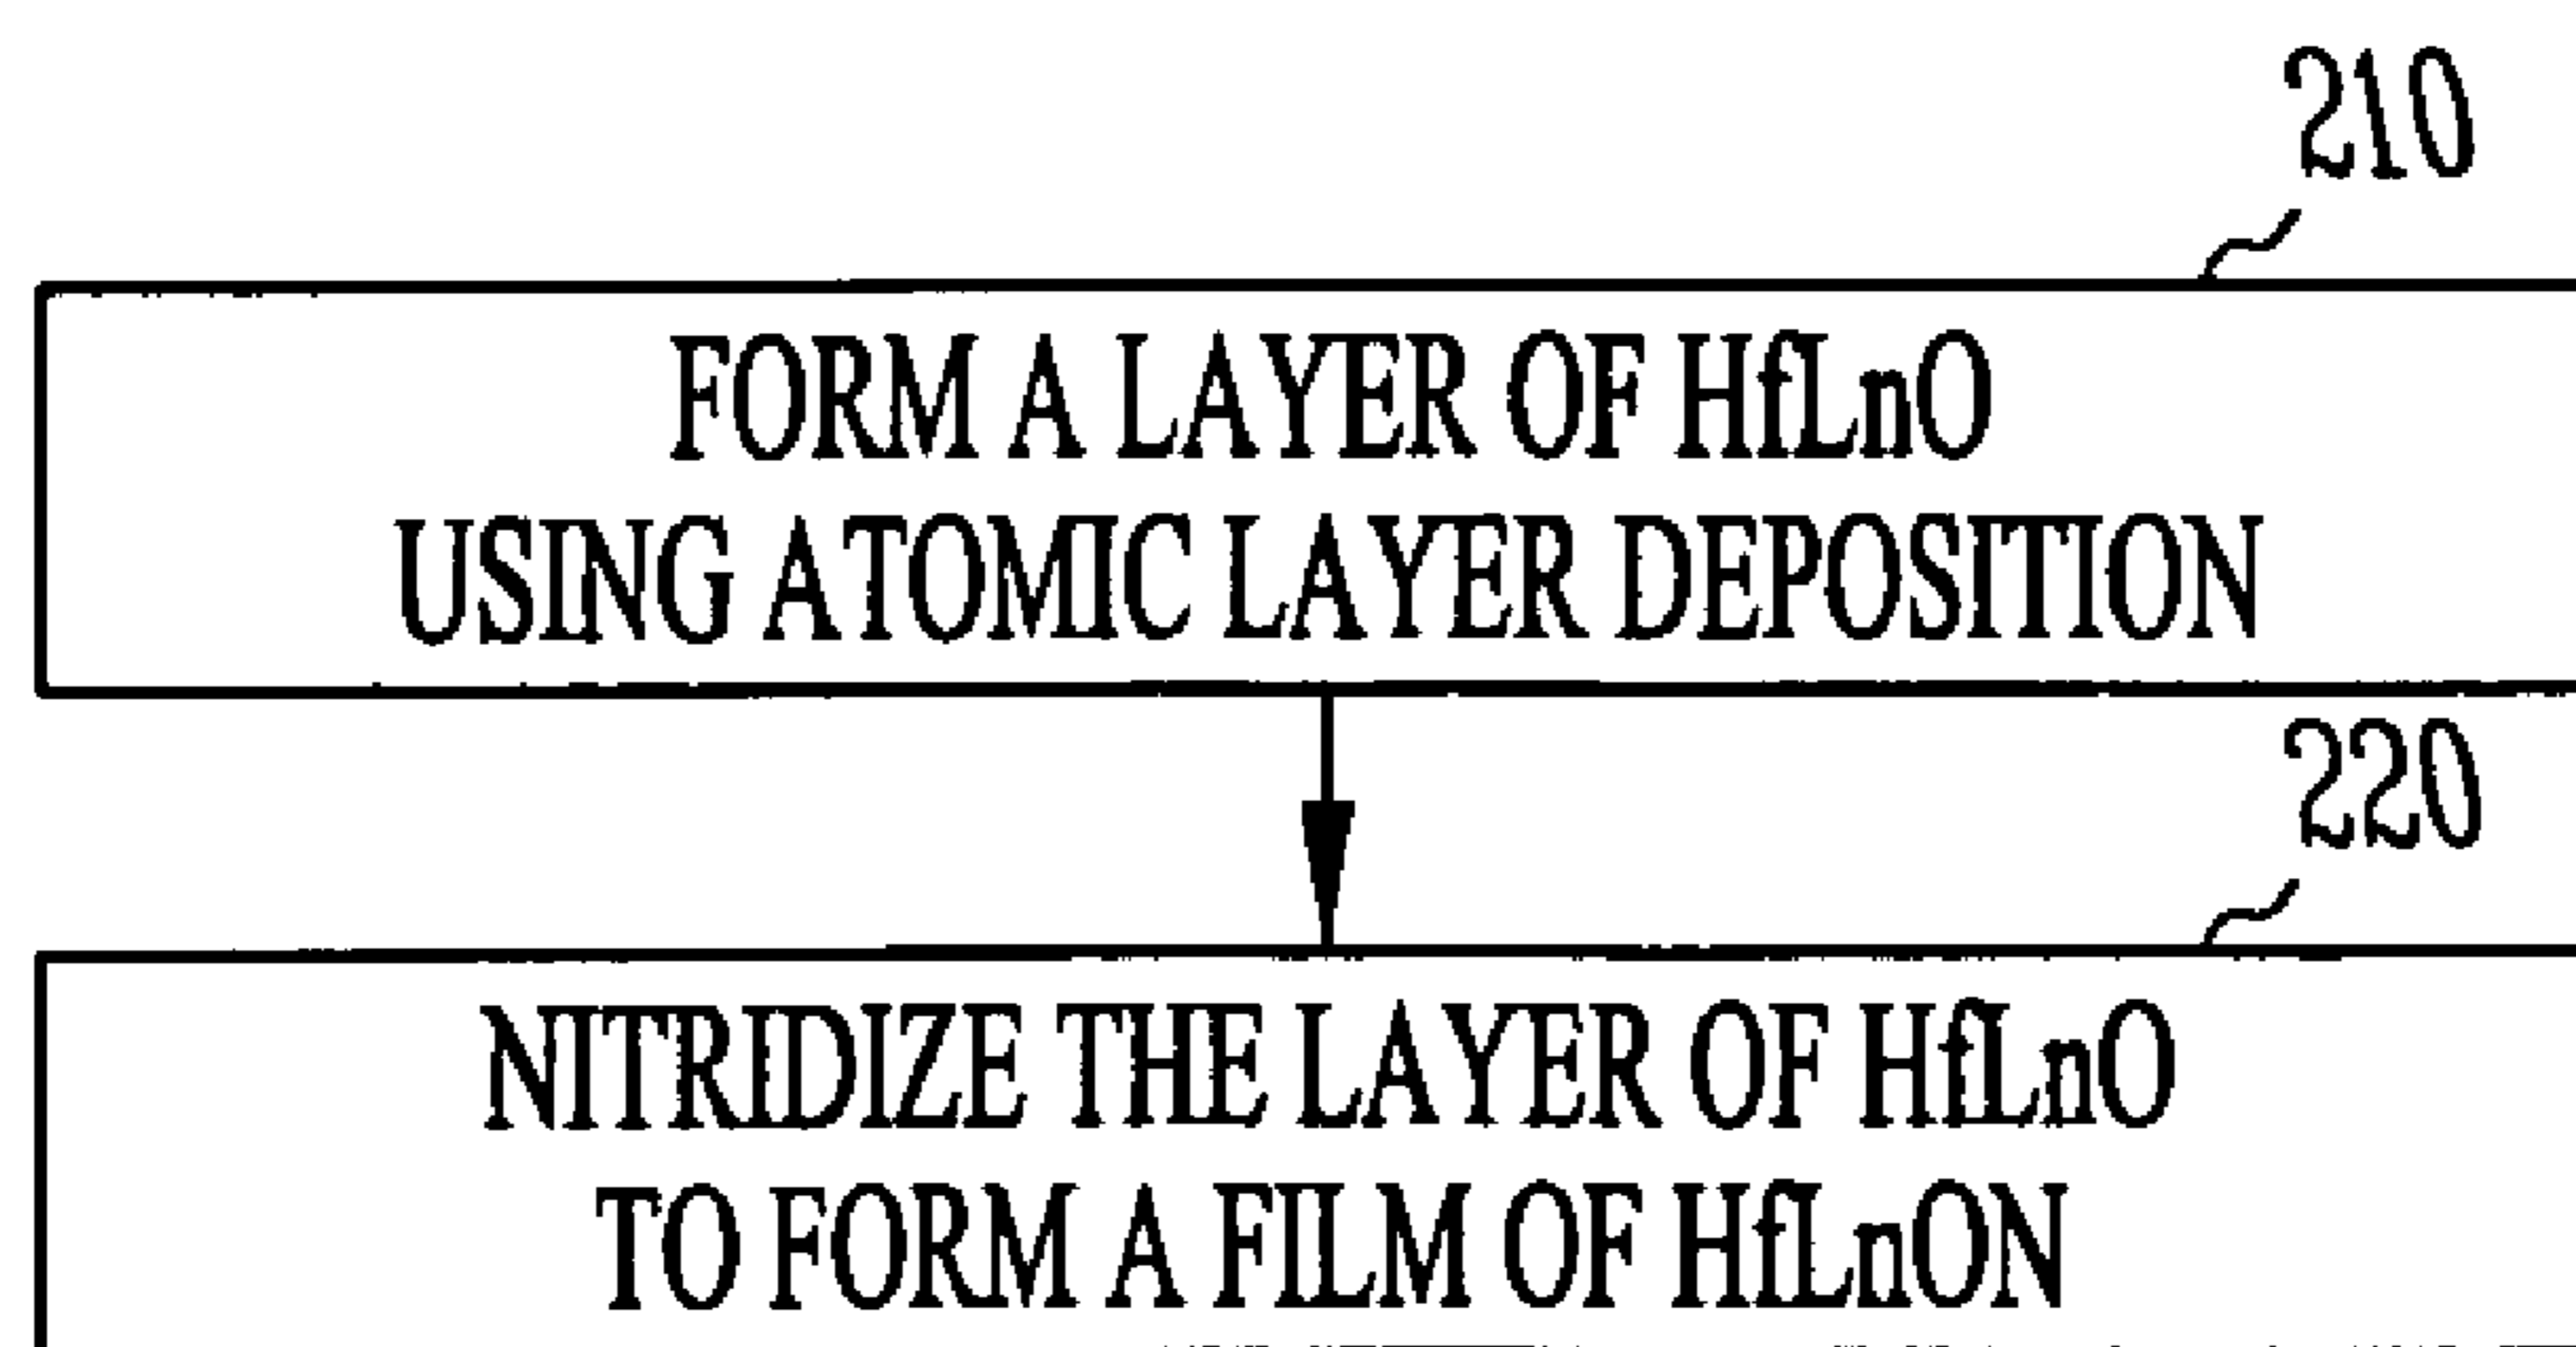 210
FORM A LAYER OF HfLnO
USING ATOMIC LAYER DEPOSITION
220
NITRIDIZE THE LAYER OF HfLnO
TO FORM A FILM OF HfLnON